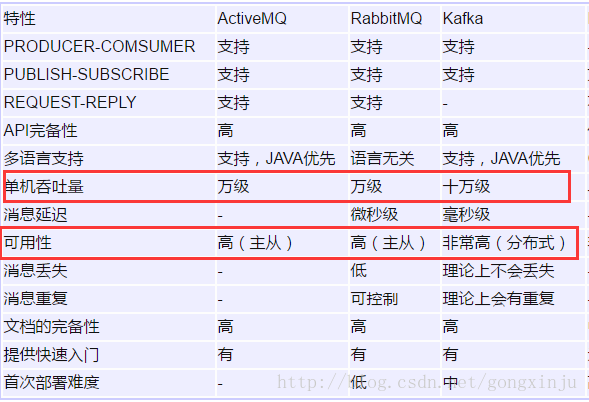 特性 ActiveMQ RabbitMQ Kafka
PRODUCER-COMSUMER 支持 支持 支持
PUBLISH-SUBSCRIBE 支持 支持 支持
REQUEST-REPLY 支持 支持 -
API完备性 高 高 高
多语言支持 支持，JAVA优先 语言无关 支持，JAVA优先
单机吞吐量 万级 万级 十万级
消息延迟 - 微秒级 毫秒级
可用性 高（主从） 高（主从） 非常高（分布式）
消息丢失 - 低 理论上不会丢失
消息重复 - 可控制 理论上会有重复
文档的完备性 高 高 高
提供快速入门 有 有 有
首次部署难度 - 低 中
http://blog.csdn.net/gongxinju